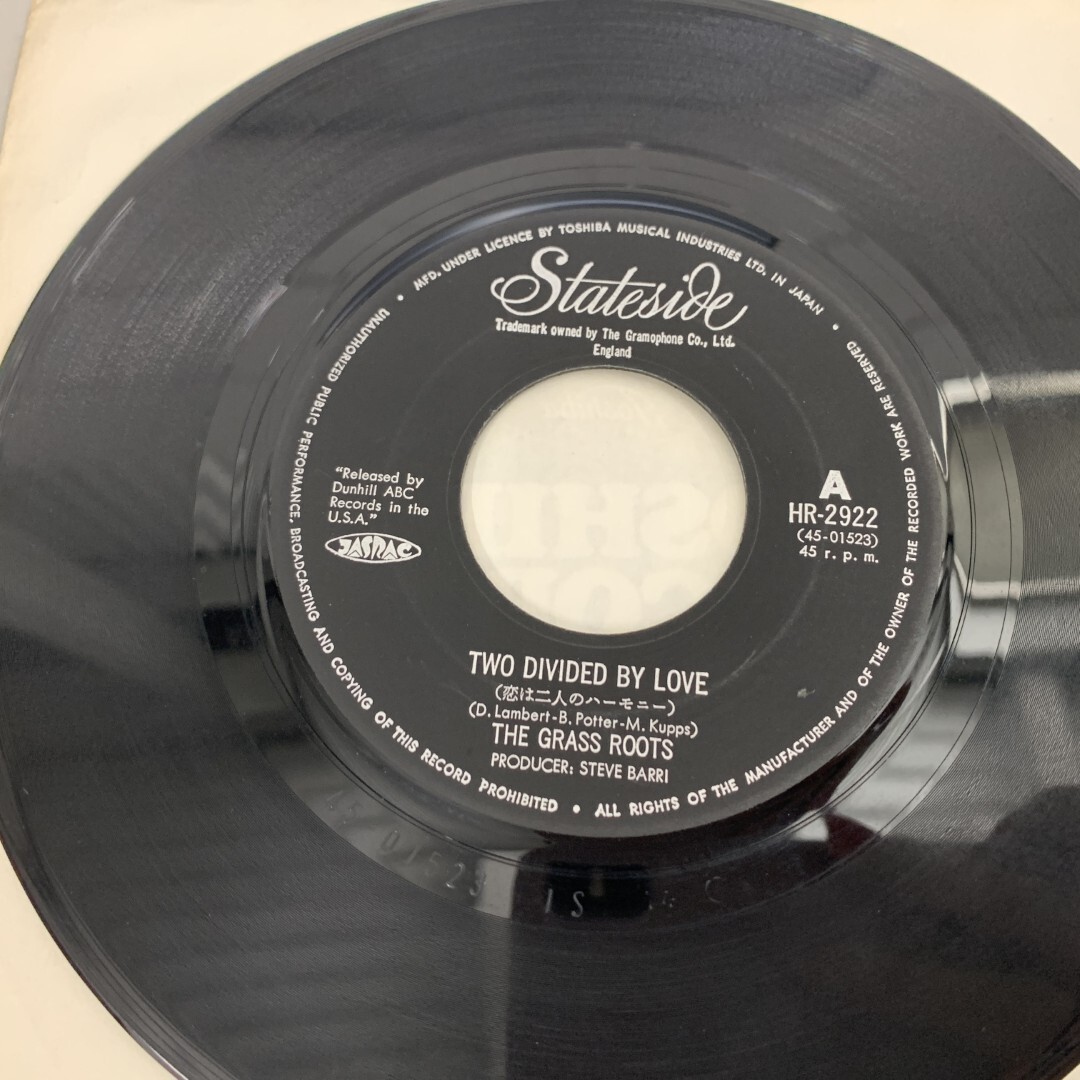 MFD. UNDER LICENCE BY TOSHIBA MUSICAL INDUSTRIES LTD. IN JAPAN •
Stateside
Trademark owned by The Gramophone Co., Ltd.
England
"Released by
Dunhill ABC
Records in the
U.S.A."
JASRAC
A
HR-2922
(45-01523)
45 r. p. m.
TWO DIVIDED BY LOVE
(恋は二人のハーモニー)
(D. Lambert-B. Potter-M. Kupps)
THE GRASS ROOTS
PRODUCER: STEVE BARRI
• UNAUTHORIZED PUBLIC PERFORMANCE, BROADCASTING AND COPYING OF THIS RECORD PROHIBITED • ALL RIGHTS OF THE MANUFACTURER AND OF THE OWNER OF THE RECORDED WORK ARE RESERVED
45-01523 1S